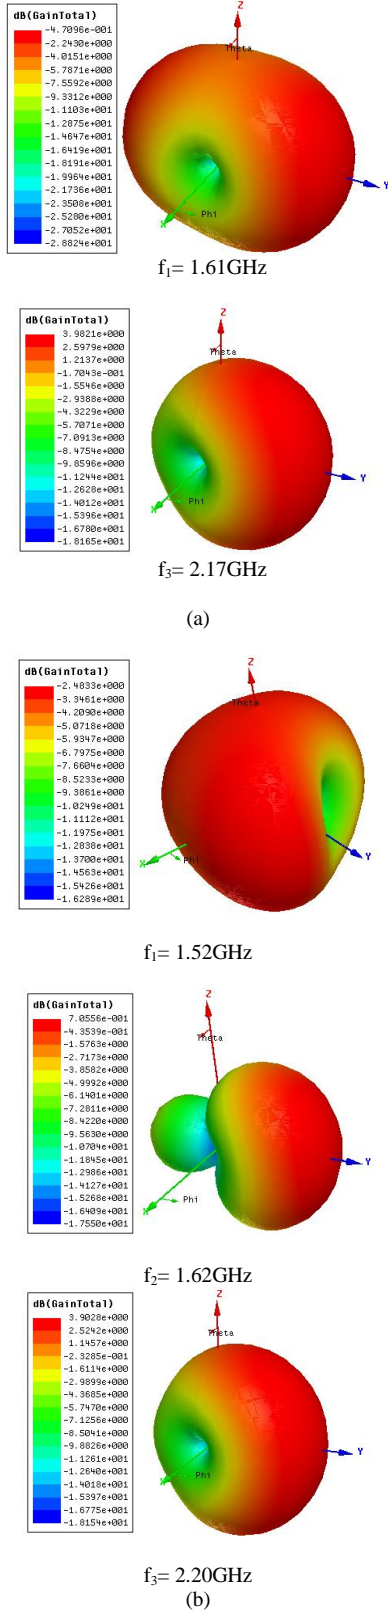 dB(GainTotal)
-4.7096e-001
-2.2430e+000
-4.0151e+000
-5.7871e+000
-7.5592e+000
-9.3312e+000
-1.1103e+001
-1.2875e+001
-1.4647e+001
-1.6419e+001
-1.8191e+001
-1.9964e+001
-2.1736e+001
-2.3508e+001
-2.5280e+001
-2.7052e+001
-2.8824e+001
Z
Theta
Y
Phi
X
f1= 1.61GHz
dB(GainTotal)
3.9821e+000
2.5979e+000
1.2137e+000
-1.7043e-001
-1.5546e+000
-2.9388e+000
-4.3229e+000
-5.7071e+000
-7.0913e+000
-8.4754e+000
-9.8596e+000
-1.1244e+001
-1.2628e+001
-1.4012e+001
-1.5396e+001
-1.6780e+001
-1.8165e+001
Z
Theta
Y
Phi
X
f3= 2.17GHz
(a)
dB(GainTotal)
-2.4833e+000
-3.3461e+000
-4.2090e+000
-5.0718e+000
-5.9347e+000
-6.7975e+000
-7.6604e+000
-8.5233e+000
-9.3861e+000
-1.0249e+001
-1.1112e+001
-1.1975e+001
-1.2838e+001
-1.3700e+001
-1.4563e+001
-1.5426e+001
-1.6289e+001
Z
Theta
Y
X
Phi
f1= 1.52GHz
dB(GainTotal)
7.0556e-001
-4.3539e-001
-1.5763e+000
-2.7173e+000
-3.8582e+000
-4.9992e+000
-6.1401e+000
-7.2811e+000
-8.4220e+000
-9.5630e+000
-1.0704e+001
-1.1845e+001
-1.2986e+001
-1.4127e+001
-1.5268e+001
-1.6409e+001
-1.7550e+001
Z
Theta
Y
Phi
X
f2= 1.62GHz
dB(GainTotal)
3.9028e+000
2.5242e+000
1.1457e+000
-2.3285e-001
-1.6114e+000
-2.9899e+000
-4.3685e+000
-5.7470e+000
-7.1256e+000
-8.5041e+000
-9.8826e+000
-1.1261e+001
-1.2640e+001
-1.4018e+001
-1.5397e+001
-1.6775e+001
-1.8154e+001
Z
Theta
Y
Phi
X
f3= 2.20GHz
(b)